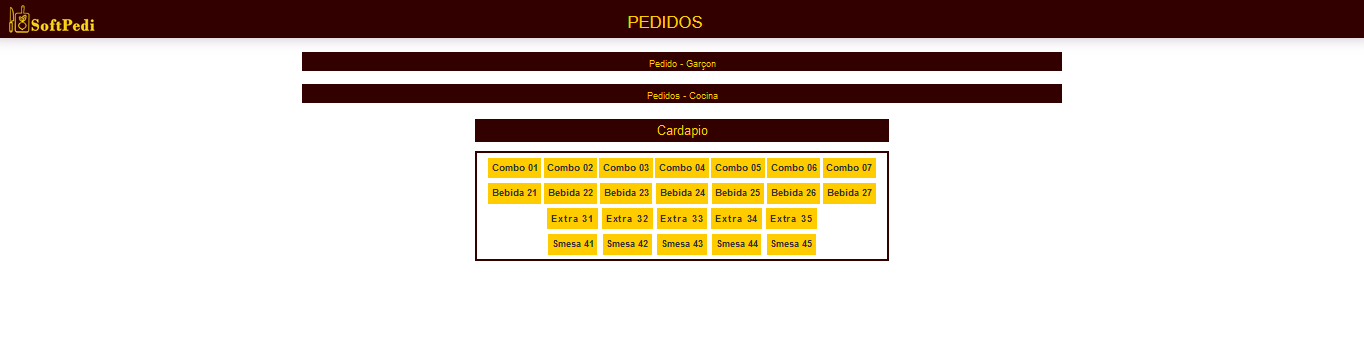 SoftPedi PEDIDOS
Pedido - Garçon
Pedidos - Cocina
Cardapio
Combo 01 Combo 02 Combo 03 Combo 04 Combo 05 Combo 06 Combo 07
Bebida 21 Bebida 22 Bebida 23 Bebida 24 Bebida 25 Bebida 26 Bebida 27
Extra 31 Extra 32 Extra 33 Extra 34 Extra 35
Smesa 41 Smesa 42 Smesa 43 Smesa 44 Smesa 45